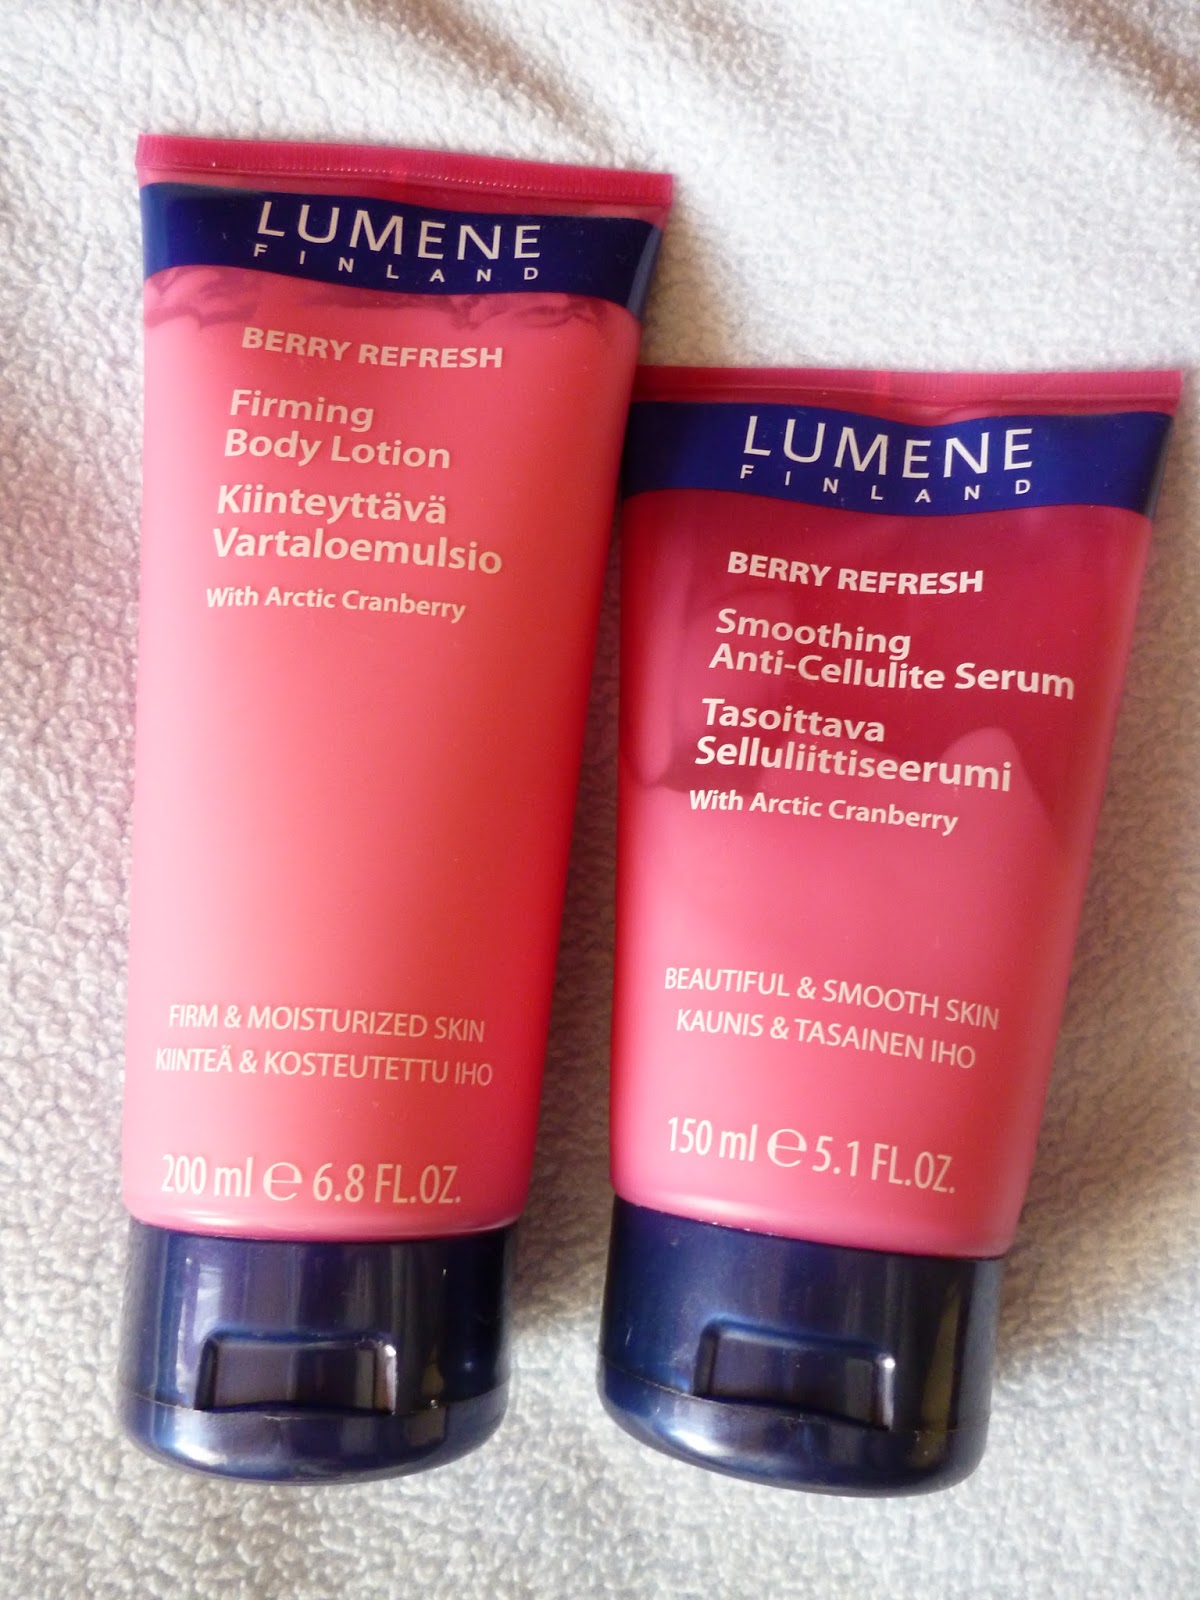 LUMENE
FINLAND
BERRY REFRESH
Firming
Body Lotion
Kiinteyttävä
Vartaloemulsio
With Arctic Cranberry
FIRM & MOISTURIZED SKIN
KIINTEÄ & KOSTEUTETTU IHO
200 ml ℮ 6.8 FL.OZ.
LUMENE
FINLAND
BERRY REFRESH
Smoothing
Anti-Cellulite Serum
Tasoittava
Selluliittiseerumi
With Arctic Cranberry
BEAUTIFUL & SMOOTH SKIN
KAUNIS & TASAINEN IHO
150 ml ℮ 5.1 FL.OZ.